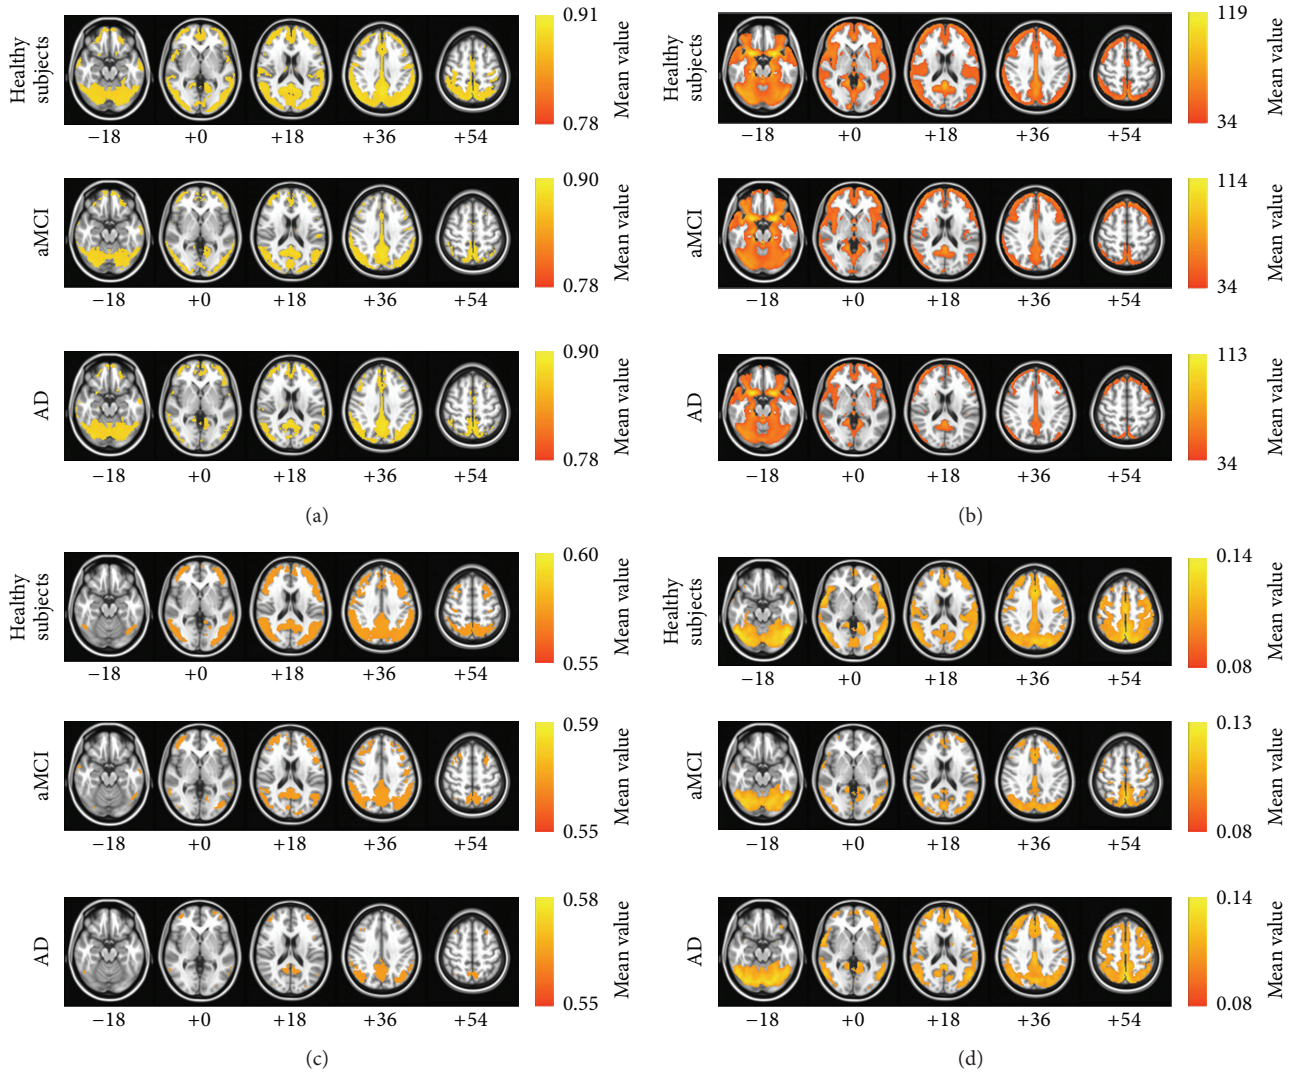 Healthy
subjects
0.91
0.78
Mean value
−18 +0 +18 +36 +54
aMCI
0.90
0.78
Mean value
−18 +0 +18 +36 +54
AD
0.90
0.78
Mean value
−18 +0 +18 +36 +54
(a)
Healthy
subjects
119
34
Mean value
−18 +0 +18 +36 +54
aMCI
114
34
Mean value
−18 +0 +18 +36 +54
AD
113
34
Mean value
−18 +0 +18 +36 +54
(b)
Healthy
subjects
0.60
0.55
Mean value
−18 +0 +18 +36 +54
aMCI
0.59
0.55
Mean value
−18 +0 +18 +36 +54
AD
0.58
0.55
Mean value
−18 +0 +18 +36 +54
(c)
Healthy
subjects
0.14
0.08
Mean value
−18 +0 +18 +36 +54
aMCI
0.13
0.08
Mean value
−18 +0 +18 +36 +54
AD
0.14
0.08
Mean value
−18 +0 +18 +36 +54
(d)